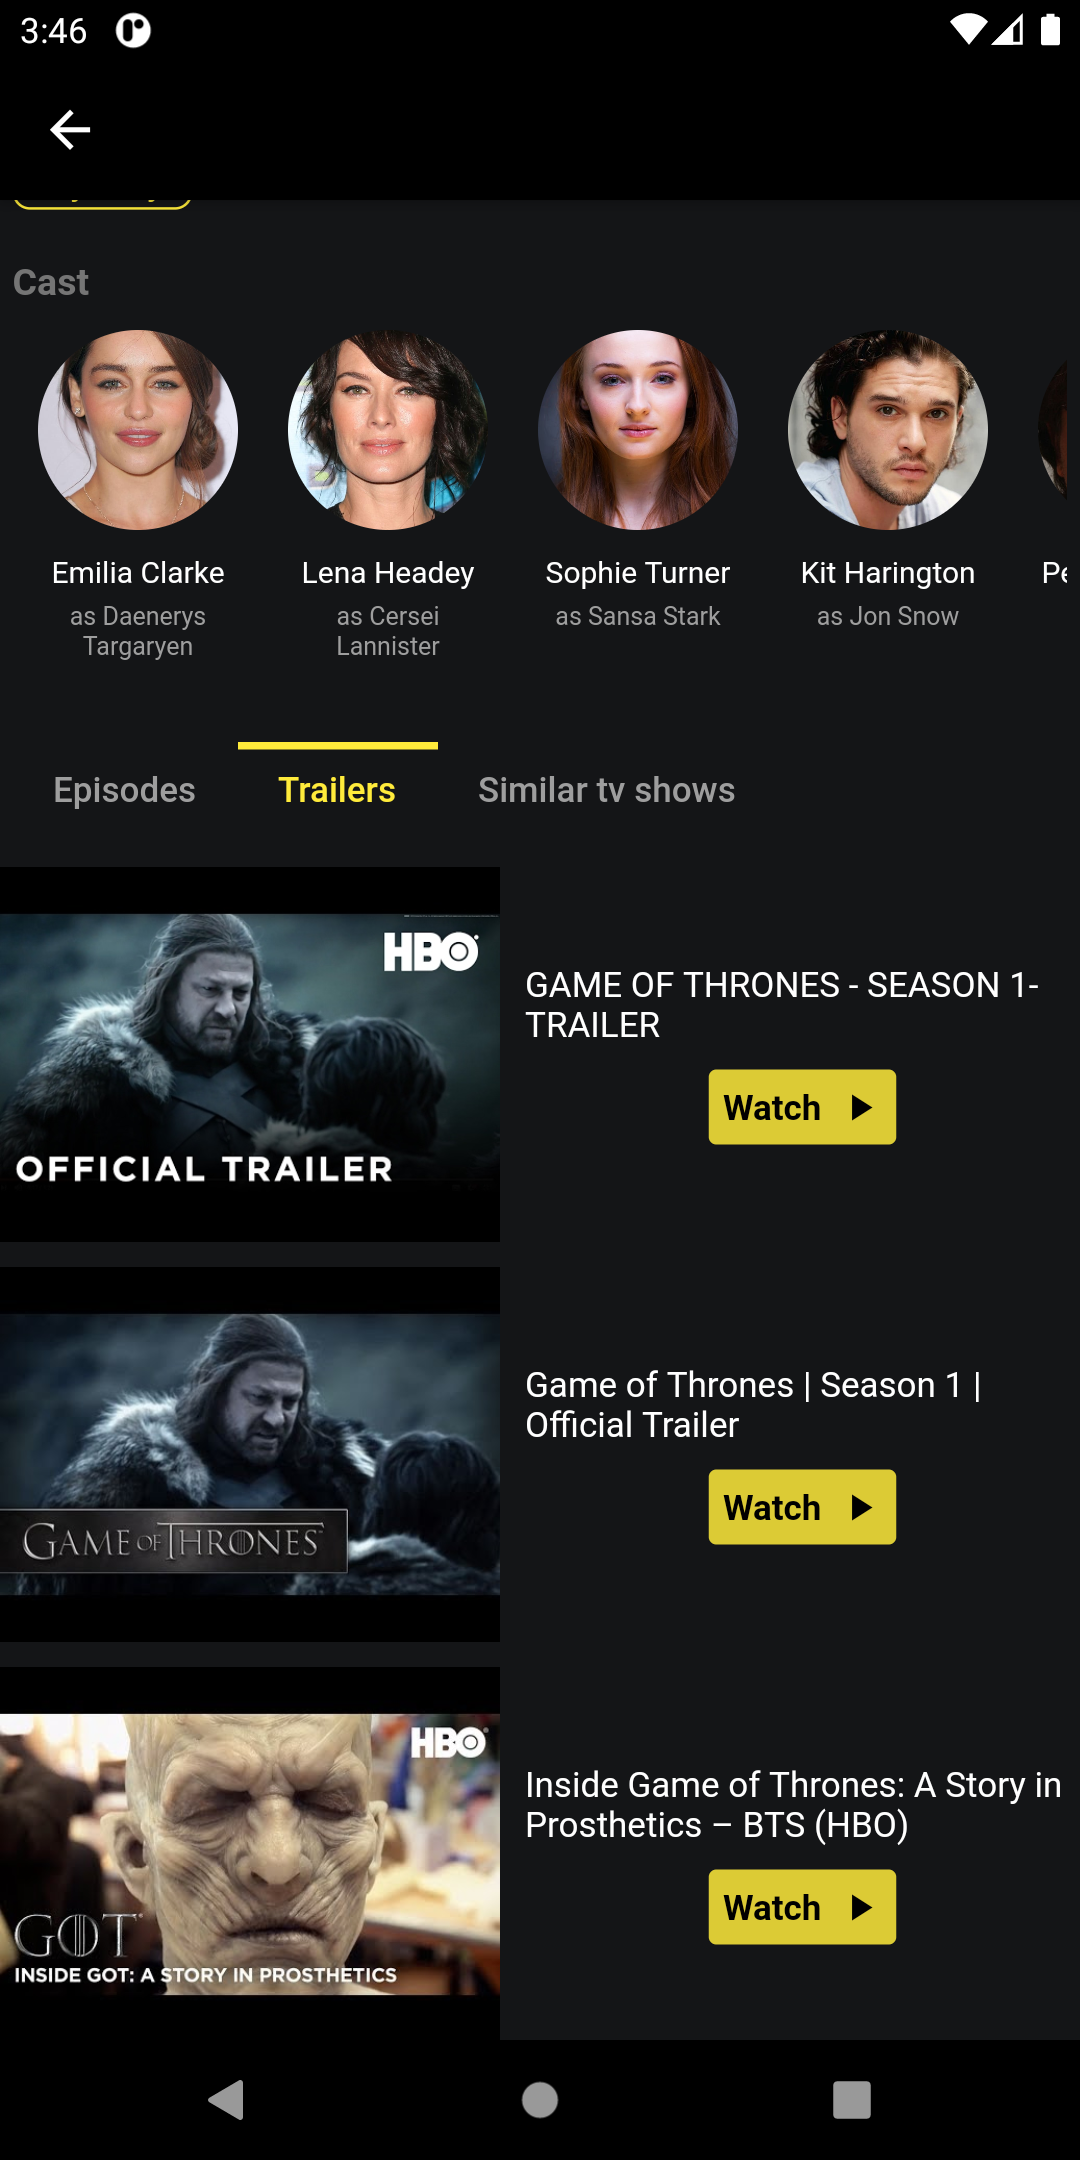 3:46
Cast
Emilia Clarke
as Daenerys
Targaryen
Lena Headey
as Cersei
Lannister
Sophie Turner
as Sansa Stark
Kit Harington
as Jon Snow
Episodes
Trailers
Similar tv shows
HBO
OFFICIAL TRAILER
GAME OF THRONES - SEASON 1-
TRAILER
Watch
GAME OF THRONES
Game of Thrones | Season 1 |
Official Trailer
Watch
HBO
GOT
INSIDE GOT: A STORY IN PROSTHETICS
Inside Game of Thrones: A Story in
Prosthetics – BTS (HBO)
Watch